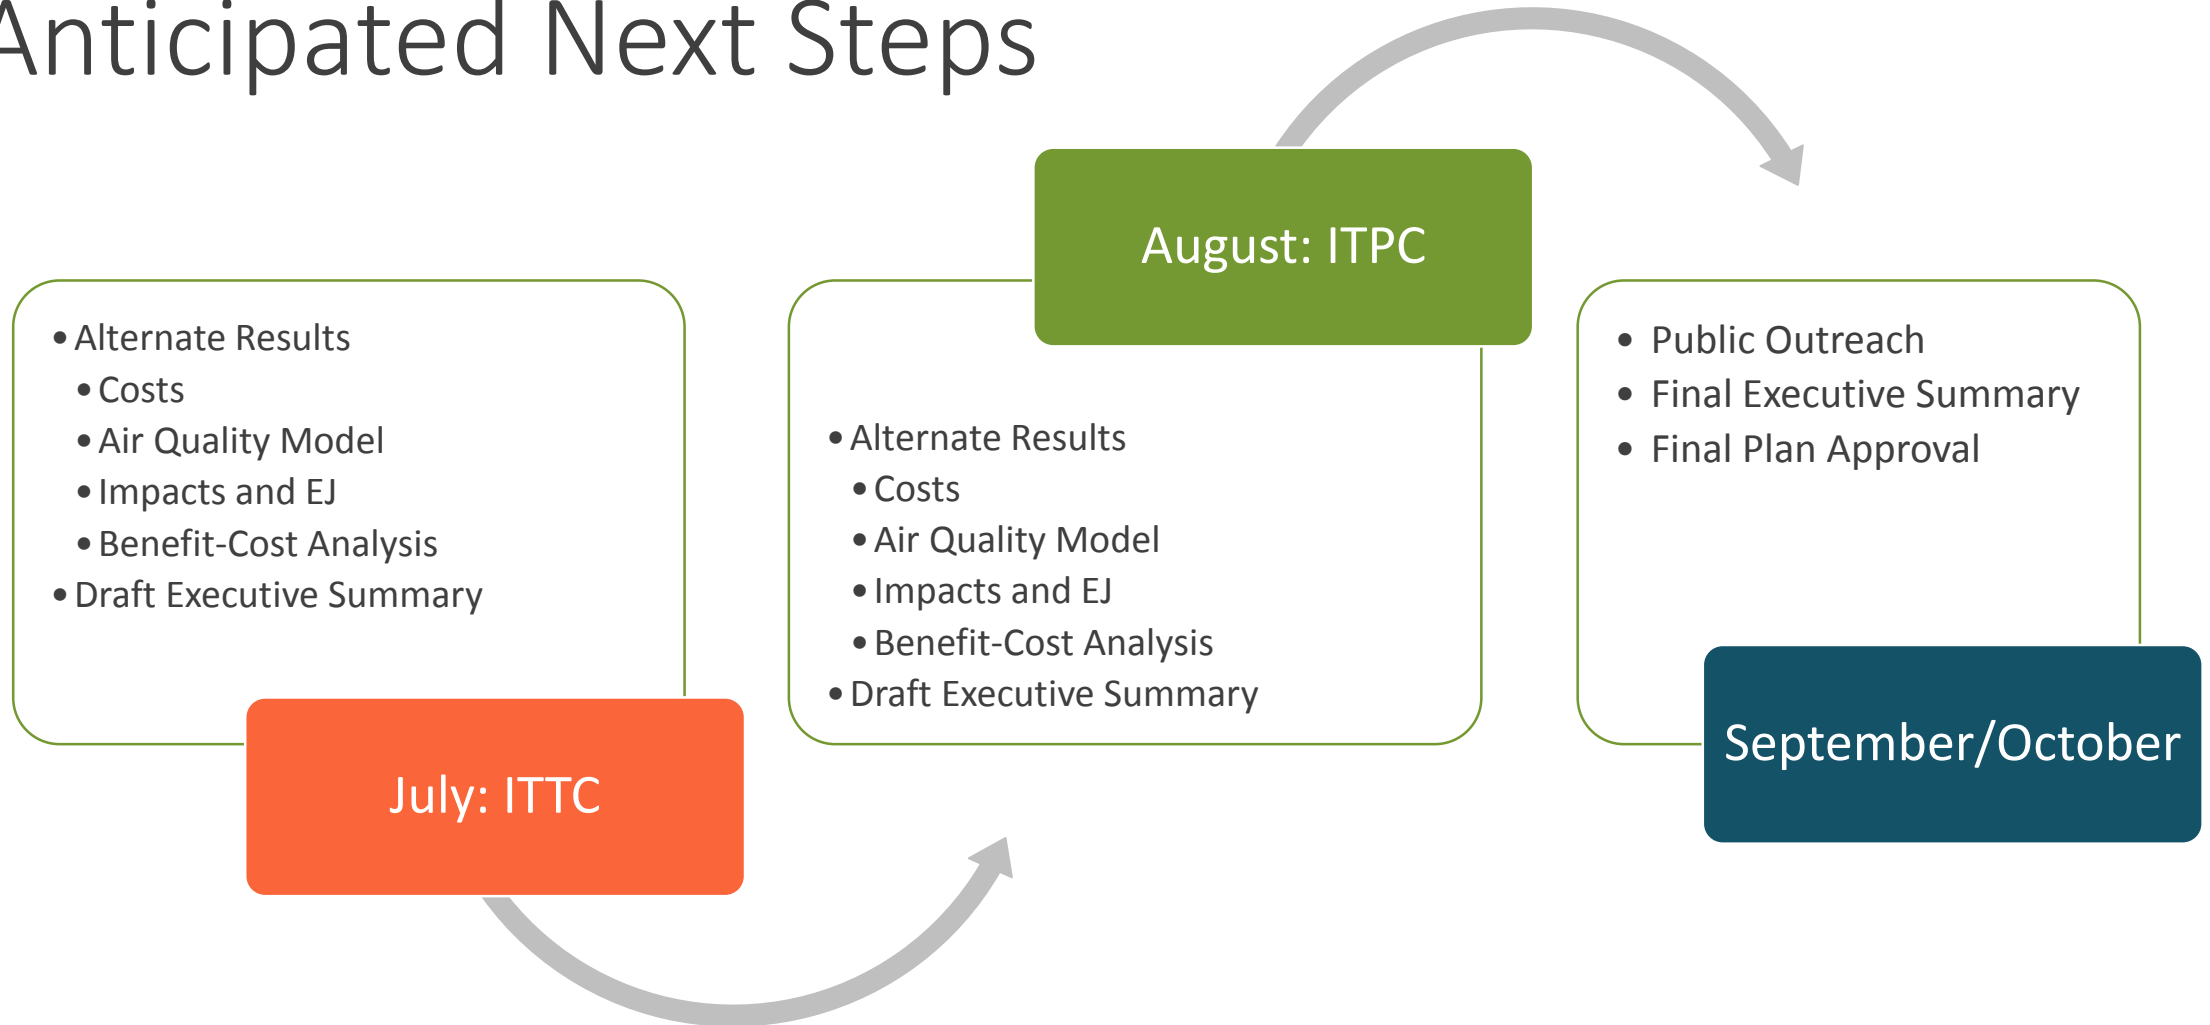 Anticipated Next Steps
• Alternate Results
• Costs
• Air Quality Model
• Impacts and EJ
• Benefit-Cost Analysis
• Draft Executive Summary
July: ITTC
August: ITPC
• Alternate Results
• Costs
• Air Quality Model
• Impacts and EJ
• Benefit-Cost Analysis
• Draft Executive Summary
• Public Outreach
• Final Executive Summary
• Final Plan Approval
September/October